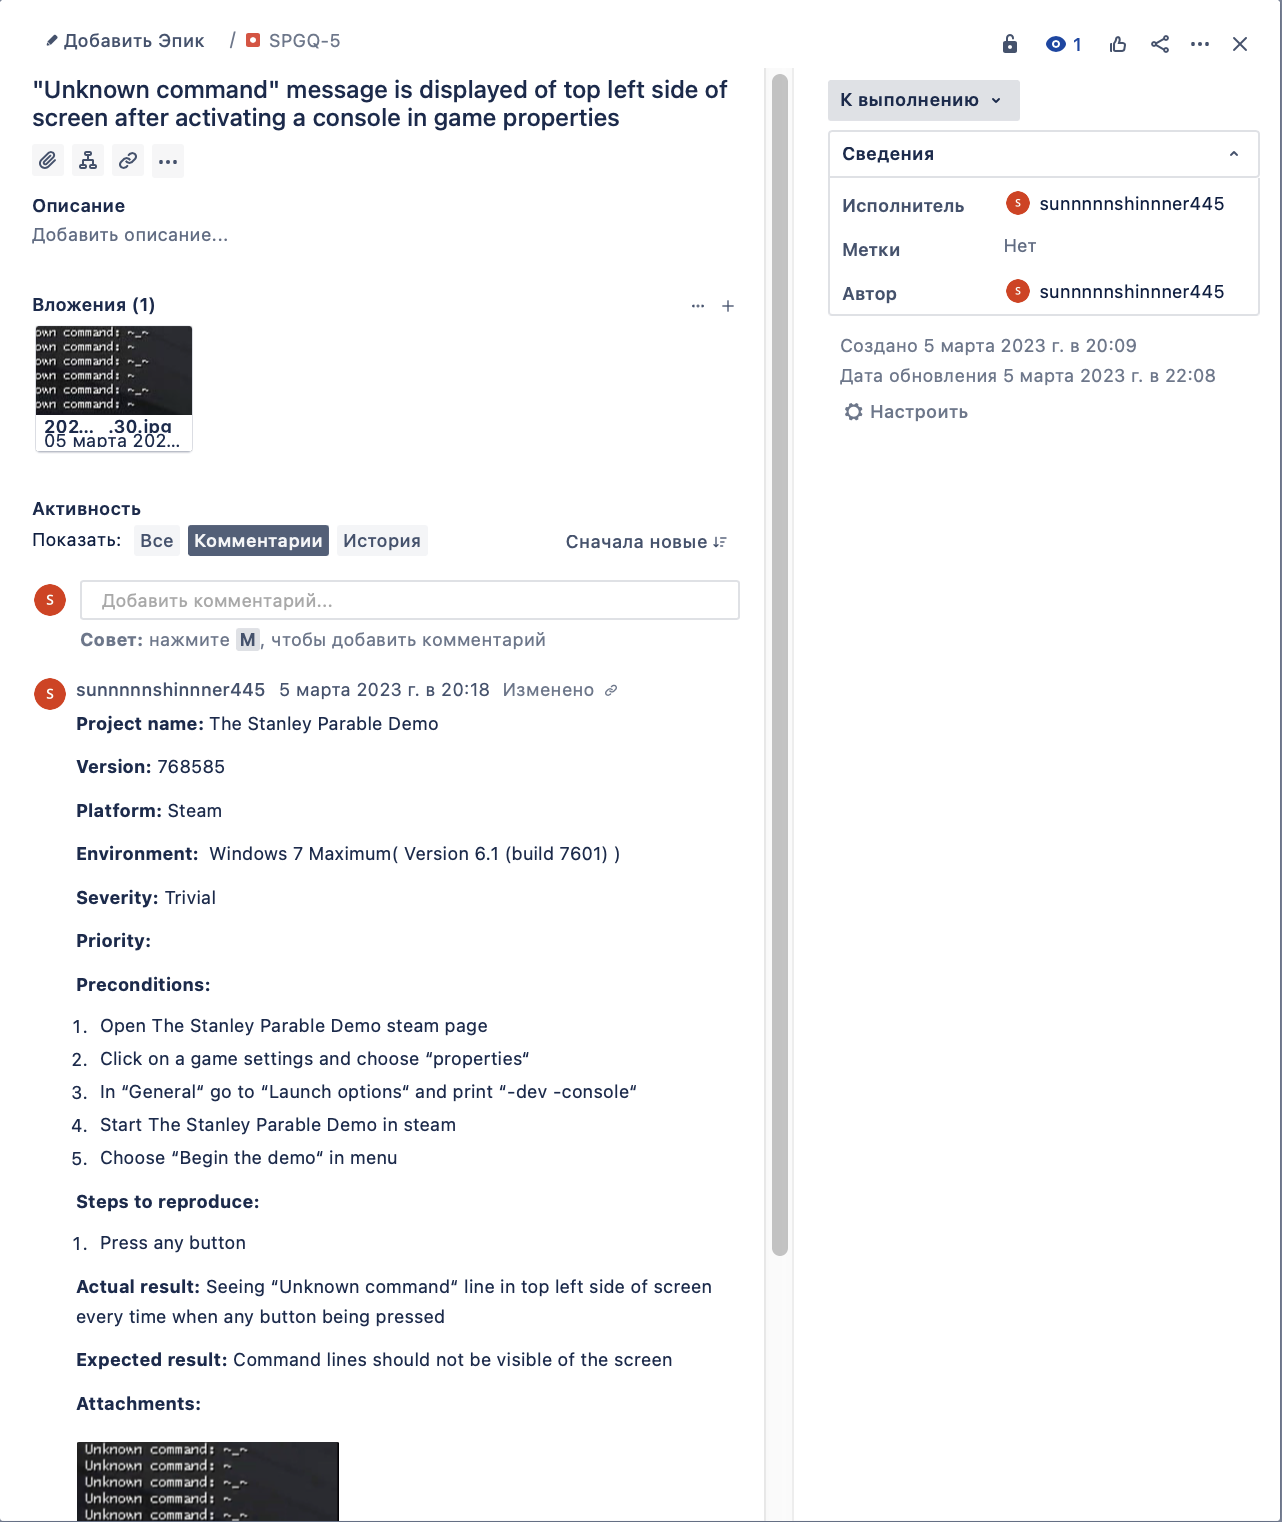 Добавить Эпик / SPGQ-5
1
"Unknown command" message is displayed of top left side of
screen after activating a console in game properties
Описание
Добавить описание...
Вложения (1)
own command: ~_~
own command: ~
own command: ~_~
own command: ~
own command: ~_~
own command: ~
202... .30.jpg
05 марта 202...
Активность
Показать: Все Комментарии История Сначала новые
S Добавить комментарий...
Совет: нажмите M, чтобы добавить комментарий
S sunnnnnshinnner445 5 марта 2023 г. в 20:18 Изменено
Project name: The Stanley Parable Demo
Version: 768585
Platform: Steam
Environment: Windows 7 Maximum( Version 6.1 (build 7601) )
Severity: Trivial
Priority:
Preconditions:
1. Open The Stanley Parable Demo steam page
2. Click on a game settings and choose “properties“
3. In “General“ go to “Launch options“ and print “-dev -console“
4. Start The Stanley Parable Demo in steam
5. Choose “Begin the demo“ in menu
Steps to reproduce:
1. Press any button
Actual result: Seeing “Unknown command“ line in top left side of screen
every time when any button being pressed
Expected result: Command lines should not be visible of the screen
Attachments:
Unknown command: ~_~
Unknown command: ~
Unknown command: ~_~
Unknown command: ~
Unknown command: ~_~
К выполнению
Сведения
Исполнитель S sunnnnnshinnner445
Метки Нет
Автор S sunnnnnshinnner445
Создано 5 марта 2023 г. в 20:09
Дата обновления 5 марта 2023 г. в 22:08
Настроить